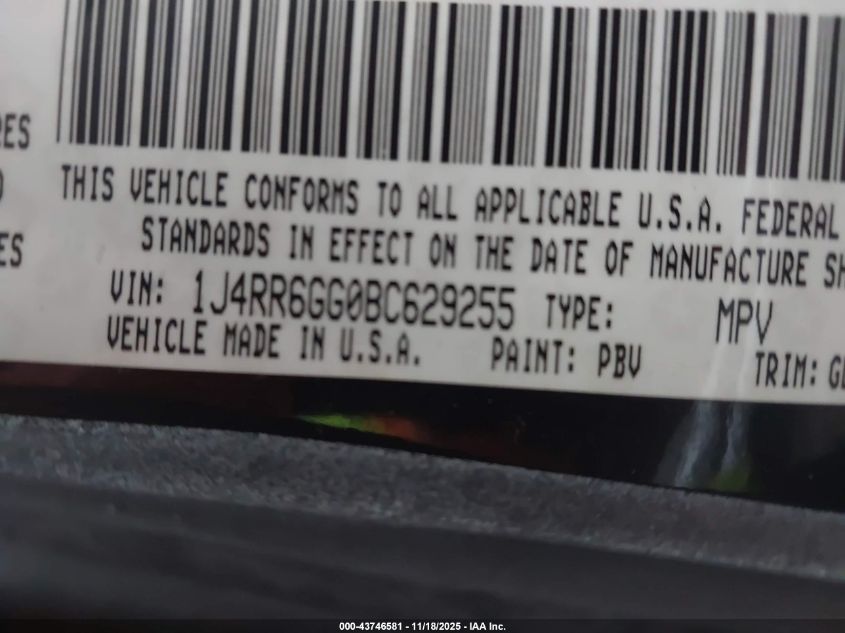 RES
THIS VEHICLE CONFORMS TO ALL APPLICABLE U.S.A. FEDERAL
STANDARDS IN EFFECT ON THE DATE OF MANUFACTURE SH
ES
VIN: 1J4RR6GG0BC629255 TYPE: MPV
VEHICLE MADE IN U.S.A. PAINT: PBV TRIM:
000-43746581 - 11/18/2025 - IAA Inc.